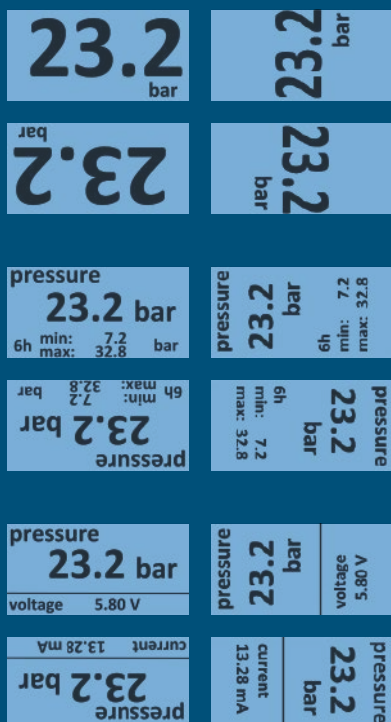 23.2
bar
23.2
bar
23.2
bar
23.2
bar
pressure
23.2 bar
6h min: 7.2
max: 32.8 bar
pressure
23.2
bar
6h
min: 7.2
max: 32.8
pressure
23.2 bar
6h min: 7.2
max: 32.8 bar
pressure
23.2
bar
6h
min: 7.2
max: 32.8
pressure
23.2 bar
voltage 5.80 V
pressure
23.2
bar
voltage
5.80 V
pressure
23.2 bar
current 13.28 mA
pressure
23.2
bar
current
13.28 mA